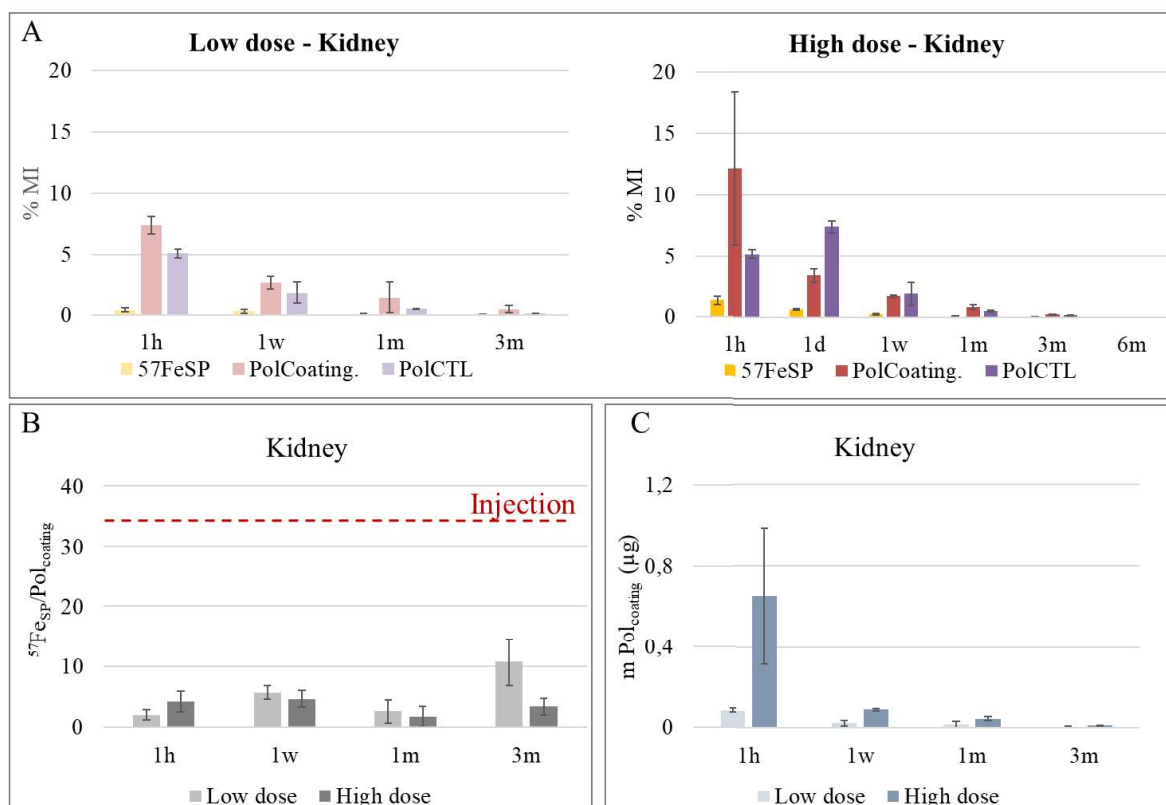 A
Low dose - Kidney
20
15
10
5
0
% MI
1h 1w 1m 3m
57FeSP PolCoating. PolCTL
High dose - Kidney
20
15
10
5
0
% MI
1h 1d 1w 1m 3m 6m
57FeSP PolCoating. PolCTL
B
Kidney
40
30
20
10
0
Injection
⁵⁷Fe_SP/Pol_coating
1h 1w 1m 3m
Low dose High dose
C
Kidney
1,2
0,8
0,4
0
m Pol_coating (µg)
1h 1w 1m 3m
Low dose High dose